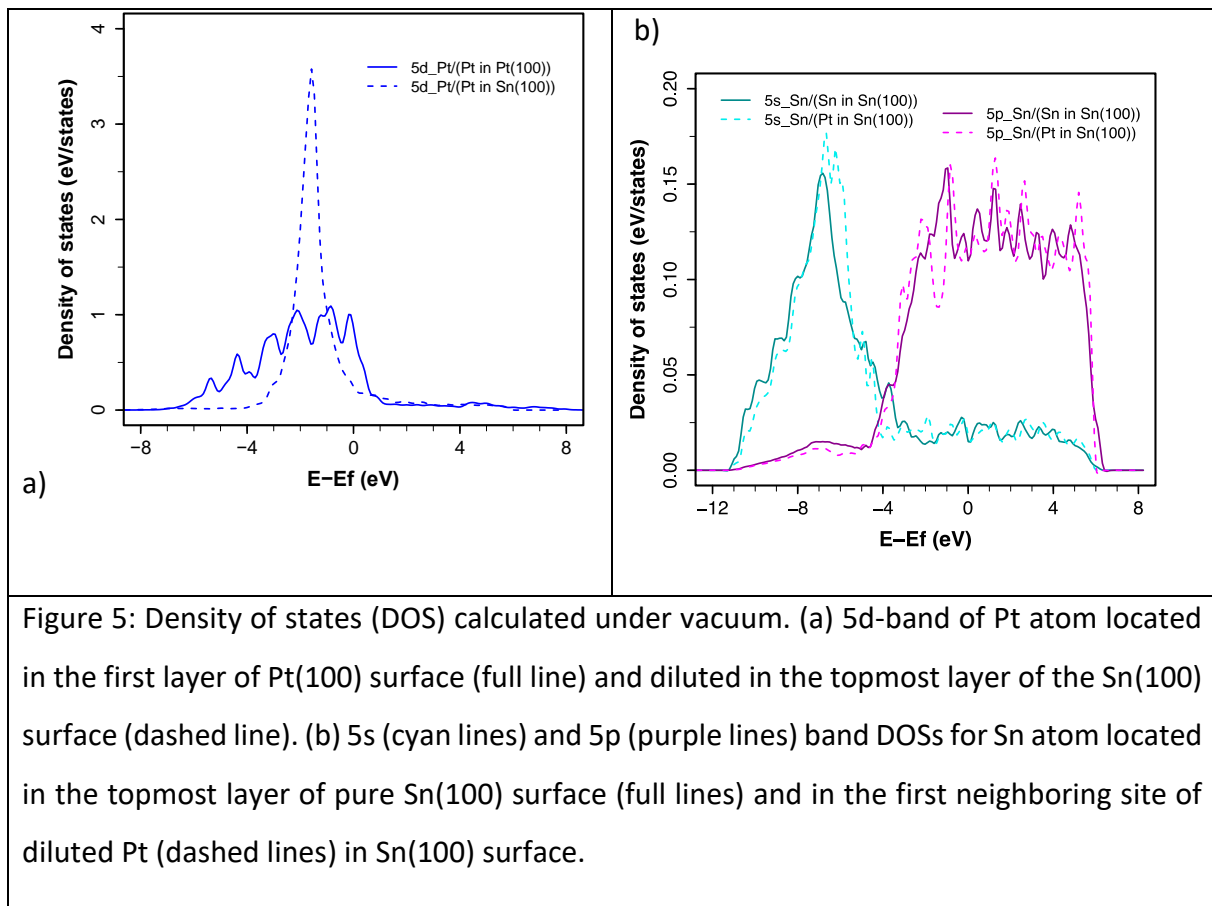 5d_Pt/(Pt in Pt(100))
5d_Pt/(Pt in Sn(100))
Density of states (eV/states)
4
3
2
1
0
−8
−4
0
4
8
E−Ef (eV)
a)
b)
5s_Sn/(Sn in Sn(100))
5s_Sn/(Pt in Sn(100))
5p_Sn/(Sn in Sn(100))
5p_Sn/(Pt in Sn(100))
Density of states (eV/states)
0.20
0.15
0.10
0.05
0.00
−12
−8
−4
0
4
8
E−Ef (eV)
Figure 5: Density of states (DOS) calculated under vacuum. (a) 5d-band of Pt atom located
in the first layer of Pt(100) surface (full line) and diluted in the topmost layer of the Sn(100)
surface (dashed line). (b) 5s (cyan lines) and 5p (purple lines) band DOSs for Sn atom located
in the topmost layer of pure Sn(100) surface (full lines) and in the first neighboring site of
diluted Pt (dashed lines) in Sn(100) surface.